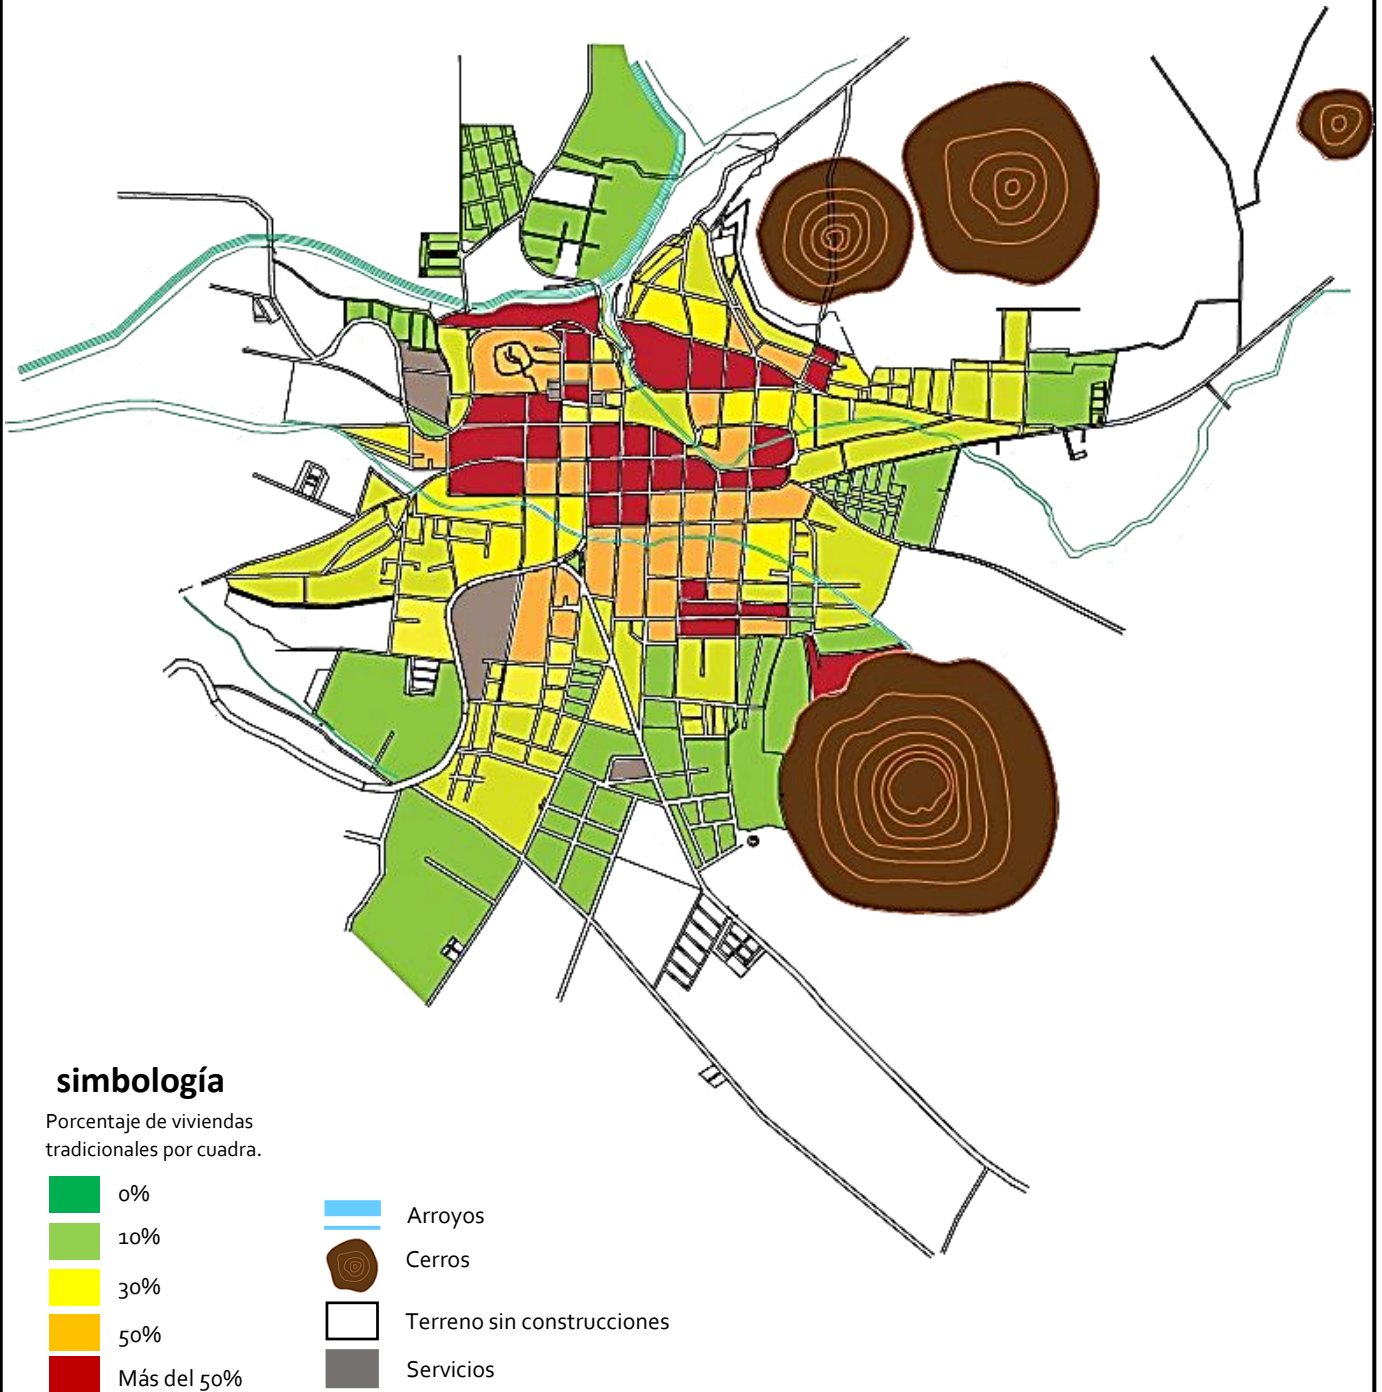 simbología
Porcentaje de viviendas
tradicionales por cuadra.
0%
10%
30%
50%
Más del 50%
Arroyos
Cerros
Terreno sin construcciones
Servicios